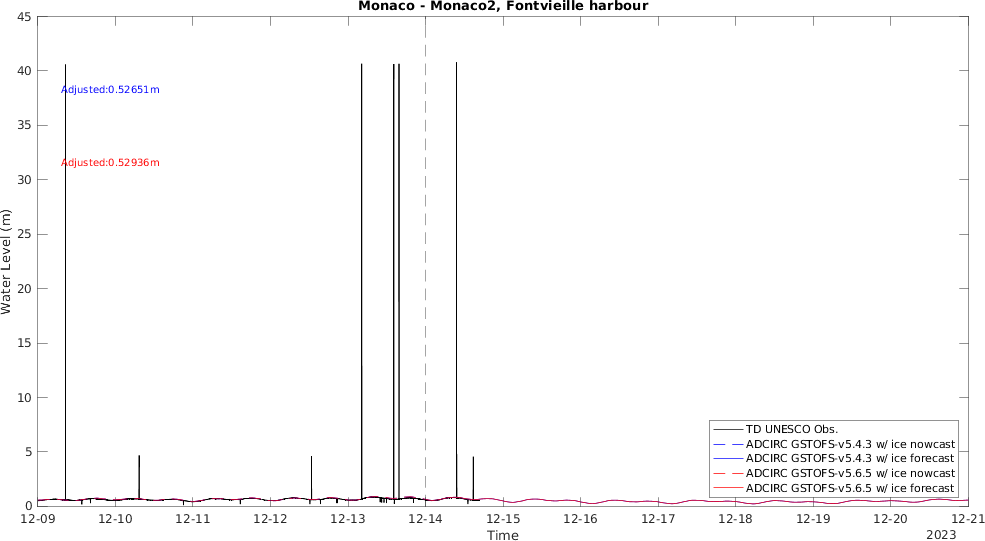 Monaco - Monaco2, Fontvieille harbour
45
40
35
30
25
20
15
10
5
0
Water Level (m)
Adjusted:0.52651m
Adjusted:0.52936m
TD UNESCO Obs.
ADCIRC GSTOFS-v5.4.3 w/ ice nowcast
ADCIRC GSTOFS-v5.4.3 w/ ice forecast
ADCIRC GSTOFS-v5.6.5 w/ ice nowcast
ADCIRC GSTOFS-v5.6.5 w/ ice forecast
12-09 12-10 12-11 12-12 12-13 12-14 12-15 12-16 12-17 12-18 12-19 12-20 12-21
Time
2023